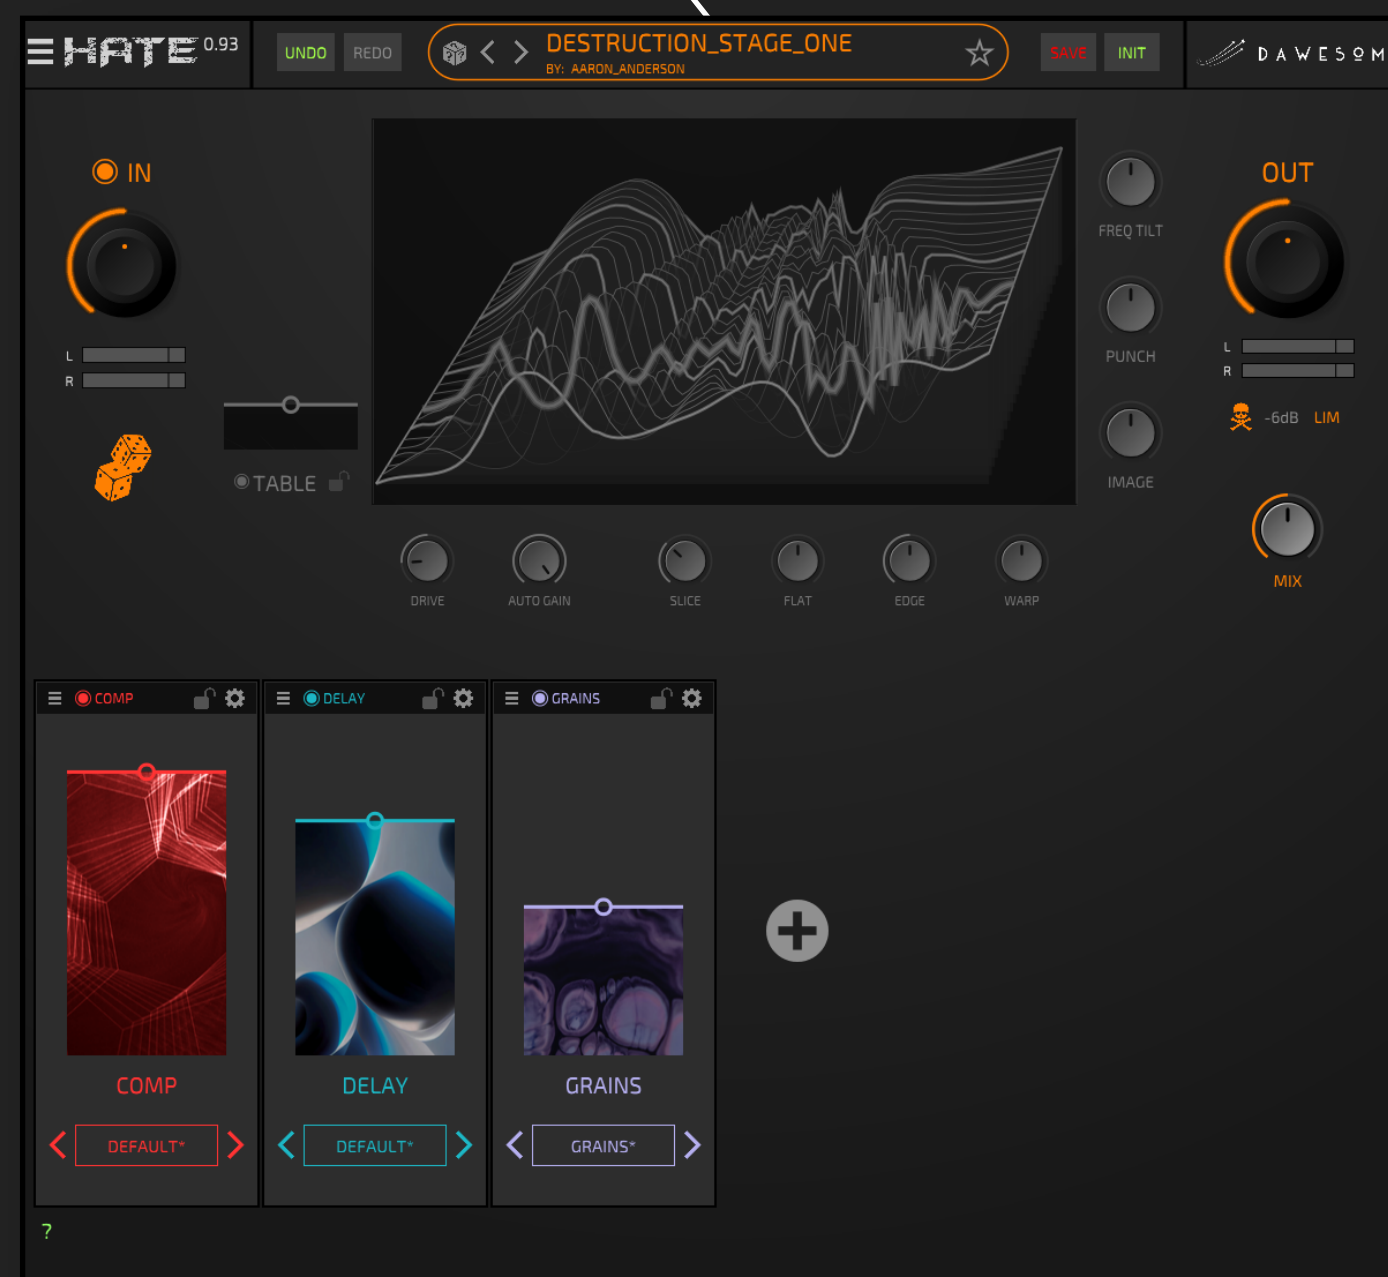 HATE 0.93
UNDO
REDO
DESTRUCTION_STAGE_ONE
BY: AARON_ANDERSON
SAVE
INIT
DAWESOM
IN
L
R
TABLE
FREQ TILT
PUNCH
IMAGE
OUT
L
R
-6dB LIM
MIX
DRIVE
AUTO GAIN
SLICE
FLAT
EDGE
WARP
COMP
DELAY
GRAINS
COMP
DELAY
GRAINS
DEFAULT*
DEFAULT*
GRAINS*
?